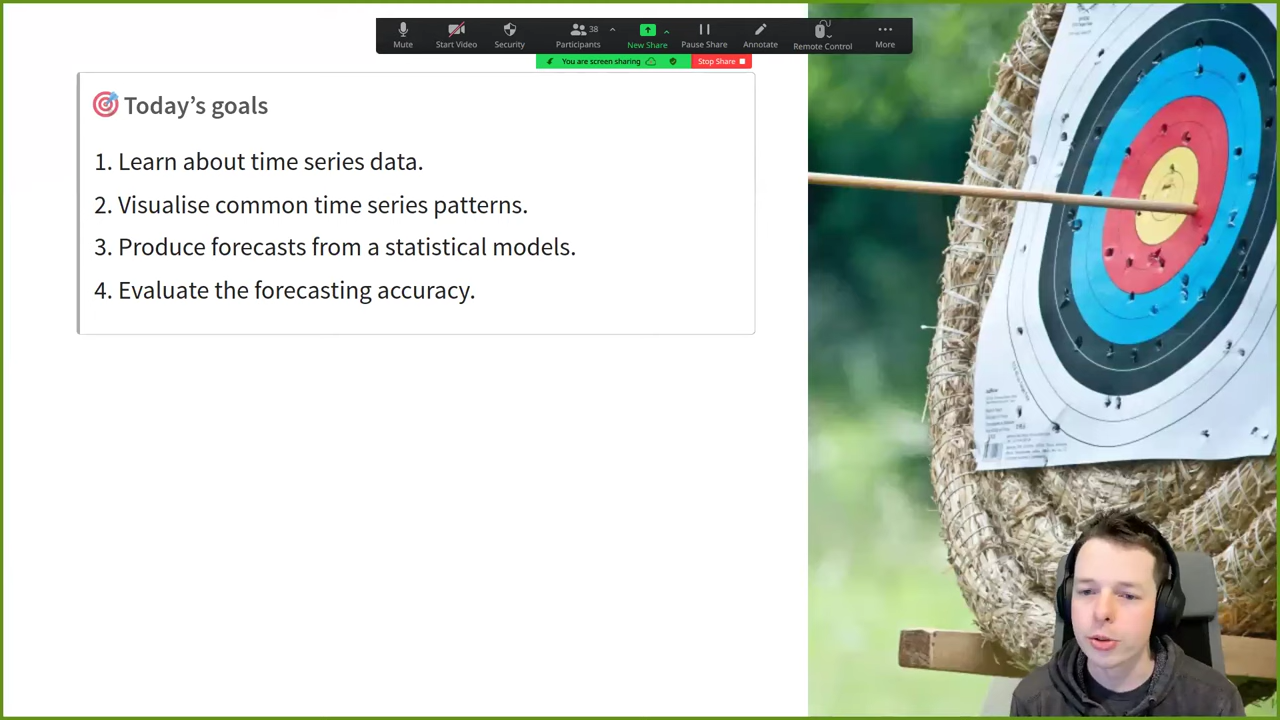 Mute
Start Video
Security
Participants
38
New Share
Pause Share
Annotate
Remote Control
More
You are screen sharing
Stop Share
Today’s goals
1. Learn about time series data.
2. Visualise common time series patterns.
3. Produce forecasts from a statistical models.
4. Evaluate the forecasting accuracy.